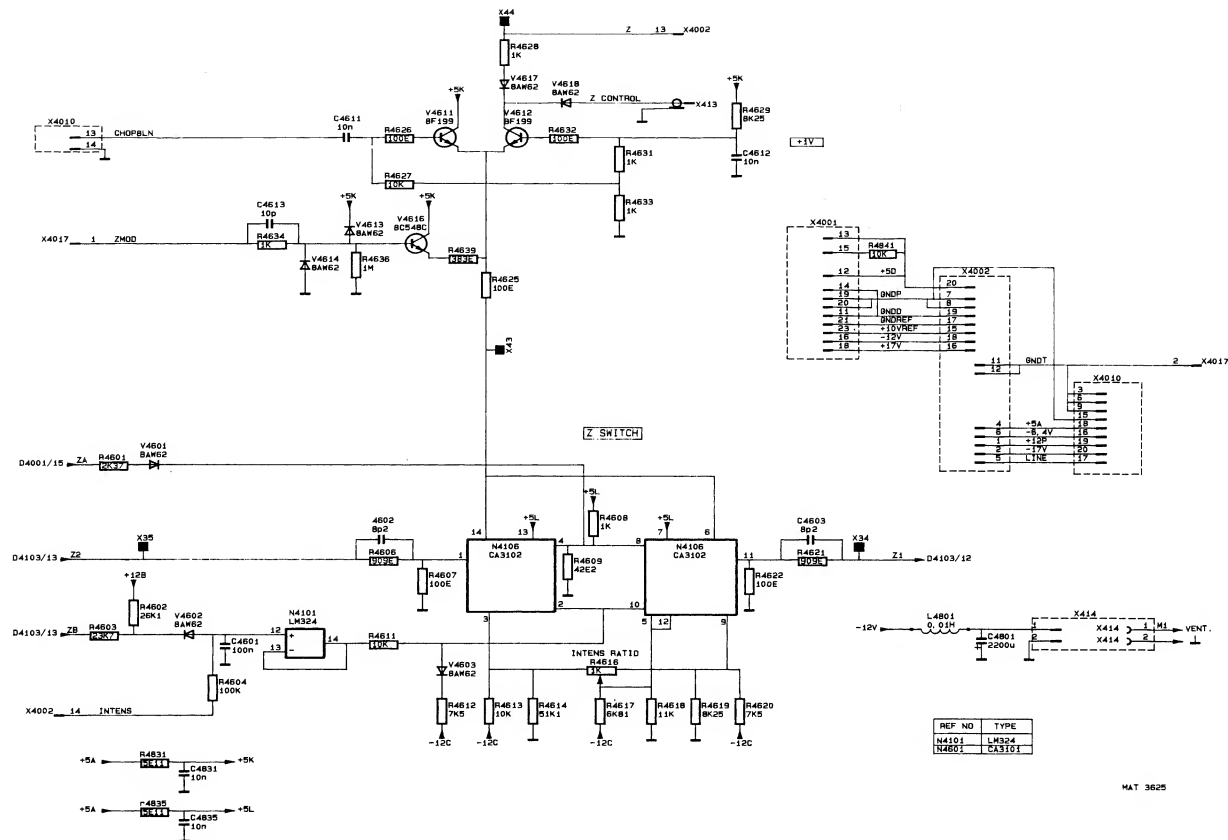 X44
Z 13 X4002
R4628
1K
V4617
BAW62
V4618
BAW62
Z CONTROL
X413
+5K
R4629
8K25
+1V
C4612
10n
X4010
13 CHOPBLN
14
C4611
10n
R4626
100E
+5K
V4611
BF199
V4612
BF199
R4632
100E
R4631
1K
R4627
10K
R4633
1K
X4017 1 ZMOD
C4613
10p
R4634
1K
V4614
BAW62
+5K
V4613
BAW62
R4636
1M
+5K
V4616
BC548C
R4639
383E
R4625
100E
X43
X4001
13
15
R4841
10K
12 +5D
14
19 GNDP
20
11 GNDD
21 GNDREF
23 +10VREF
16 -12V
18 +17V
X4002
20
7
8
19
17
15
18
16
11 GNDT
12
2 X4017
X4010
3
6
9
15
4 +5A 18
6 -6,4V 16
1 +12P 19
2 -17V 20
5 LINE 17
Z SWITCH
D4001/15 ZA
R4601
2K37
V4601
BAW62
D4103/13 Z2
X35
4602
8p2
R4606
909E
R4607
100E
14
13
+5L
1
4
2
3
N4106
CA3102
+5L
R4608
1K
R4609
42E2
+5L
7
6
8
10
11
5
12
9
N4106
CA3102
C4603
8p2
R4621
909E
R4622
100E
X34
Z1 D4103/12
+12B
R4602
26K1
D4103/13 ZB
R4603
23K7
V4602
BAW62
C4601
100n
R4604
100K
X4002 14 INTENS
12
13
14
N4101
LM324
R4611
10K
V4603
BAW62
R4612
7K5
-12C
R4613
10K
-12C
R4614
51K1
INTENS RATIO
R4616
1K
R4617
6K81
-12C
R4618
11K
R4619
8K25
R4620
7K5
-12C
-12V
L4801
0.01H
C4801
2200u
X414
1 X414 1 M1 VENT.
2 X414 2
REF NO TYPE
N4101 LM324
N4601 CA3101
+5A
R4831
5E11
+5K
C4831
10n
+5A
r4835
5E11
+5L
C4835
10n
MAT 3625